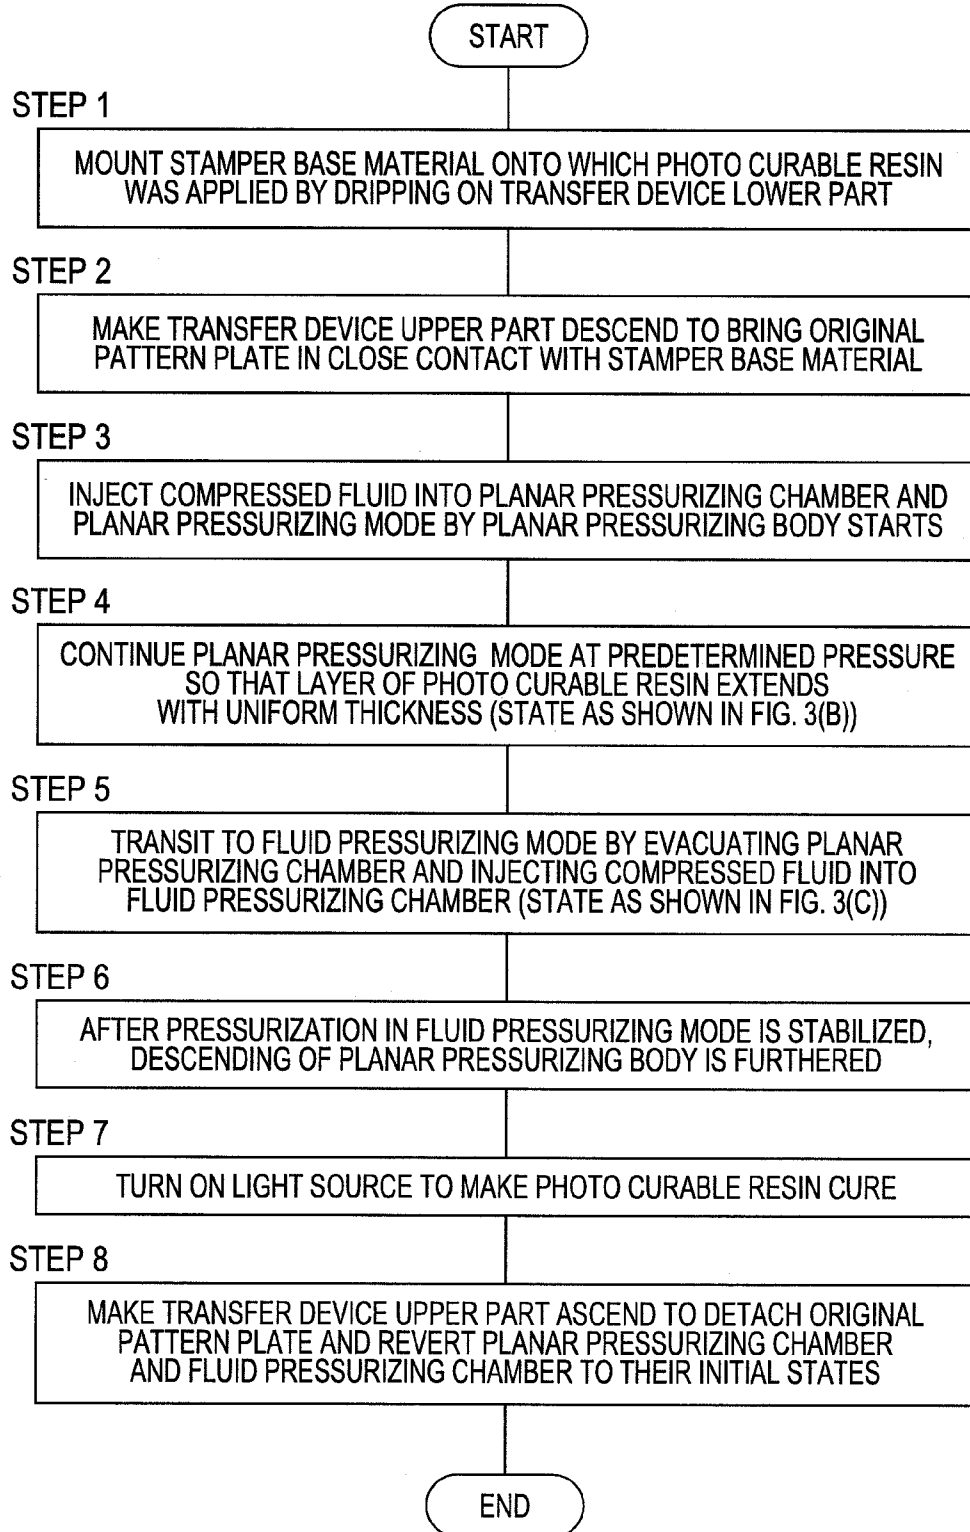 START
STEP 1
MOUNT STAMPER BASE MATERIAL ONTO WHICH PHOTO CURABLE RESIN
WAS APPLIED BY DRIPPING ON TRANSFER DEVICE LOWER PART
STEP 2
MAKE TRANSFER DEVICE UPPER PART DESCEND TO BRING ORIGINAL
PATTERN PLATE IN CLOSE CONTACT WITH STAMPER BASE MATERIAL
STEP 3
INJECT COMPRESSED FLUID INTO PLANAR PRESSURIZING CHAMBER AND
PLANAR PRESSURIZING MODE BY PLANAR PRESSURIZING BODY STARTS
STEP 4
CONTINUE PLANAR PRESSURIZING MODE AT PREDETERMINED PRESSURE
SO THAT LAYER OF PHOTO CURABLE RESIN EXTENDS
WITH UNIFORM THICKNESS (STATE AS SHOWN IN FIG. 3(B))
STEP 5
TRANSIT TO FLUID PRESSURIZING MODE BY EVACUATING PLANAR
PRESSURIZING CHAMBER AND INJECTING COMPRESSED FLUID INTO
FLUID PRESSURIZING CHAMBER (STATE AS SHOWN IN FIG. 3(C))
STEP 6
AFTER PRESSURIZATION IN FLUID PRESSURIZING MODE IS STABILIZED,
DESCENDING OF PLANAR PRESSURIZING BODY IS FURTHERED
STEP 7
TURN ON LIGHT SOURCE TO MAKE PHOTO CURABLE RESIN CURE
STEP 8
MAKE TRANSFER DEVICE UPPER PART ASCEND TO DETACH ORIGINAL
PATTERN PLATE AND REVERT PLANAR PRESSURIZING CHAMBER
AND FLUID PRESSURIZING CHAMBER TO THEIR INITIAL STATES
END